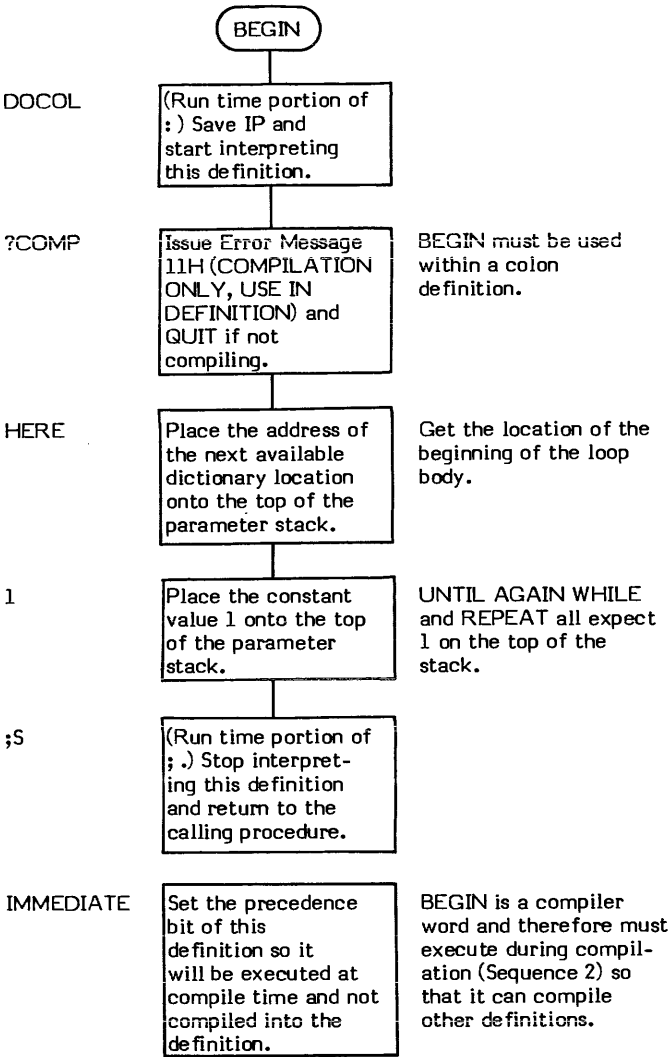 BEGIN
DOCOL
(Run time portion of
: ) Save IP and
start interpreting
this definition.
?COMP
Issue Error Message
11H (COMPILATION
ONLY, USE IN
DEFINITION) and
QUIT if not
compiling.
BEGIN must be used
within a colon
definition.
HERE
Place the address of
the next available
dictionary location
onto the top of the
parameter stack.
Get the location of the
beginning of the loop
body.
1
Place the constant
value 1 onto the top
of the parameter
stack.
UNTIL AGAIN WHILE
and REPEAT all expect
1 on the top of the
stack.
;S
(Run time portion of
; .) Stop interpret-
ing this definition
and return to the
calling procedure.
IMMEDIATE
Set the precedence
bit of this
definition so it
will be executed at
compile time and not
compiled into the
definition.
BEGIN is a compiler
word and therefore must
execute during compil-
ation (Sequence 2) so
that it can compile
other definitions.